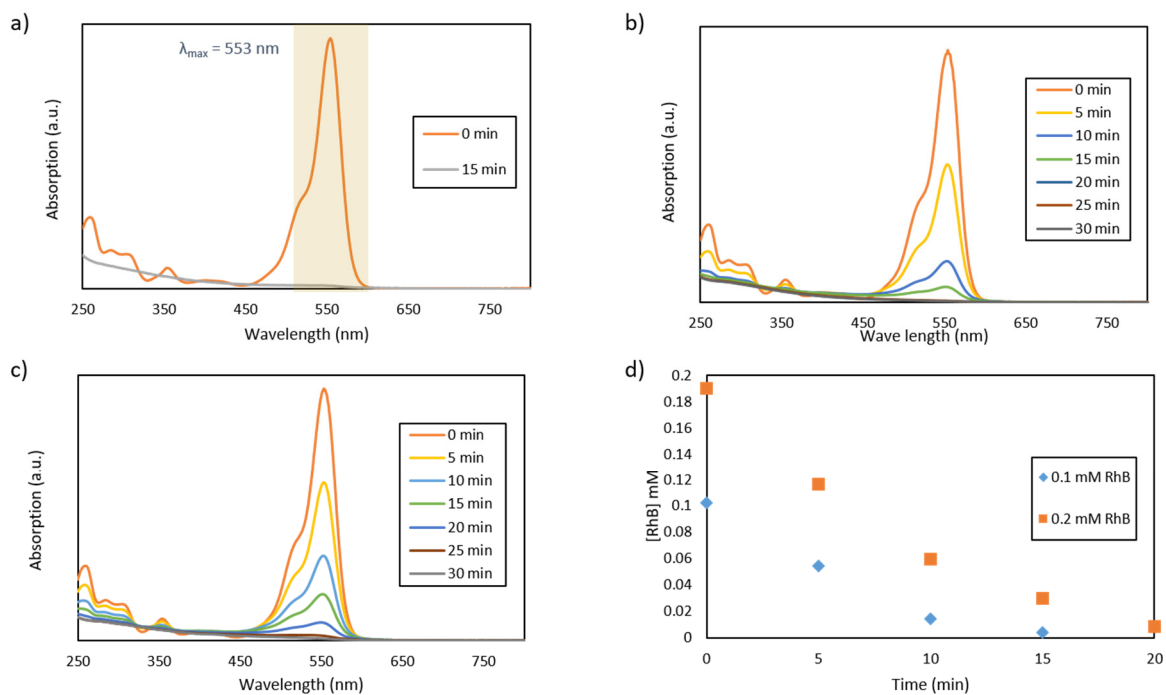 a)
λmax = 553 nm
Absorption (a.u.)
0 min
15 min
250 350 450 550 650 750
Wavelength (nm)
b)
Absorption (a.u.)
0 min
5 min
10 min
15 min
20 min
25 min
30 min
250 350 450 550 650 750
Wave length (nm)
c)
Absorption (a.u.)
0 min
5 min
10 min
15 min
20 min
25 min
30 min
250 350 450 550 650 750
Wavelength (nm)
d)
[RhB] mM
0.2
0.18
0.16
0.14
0.12
0.1
0.08
0.06
0.04
0.02
0
0.1 mM RhB
0.2 mM RhB
0 5 10 15 20
Time (min)